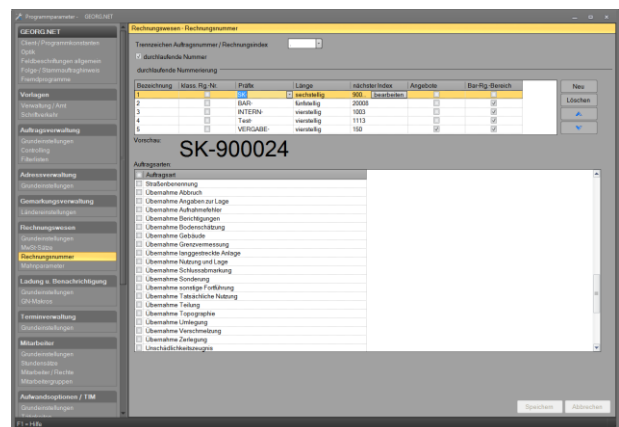 Programmparameter - GEORG.NET
GEORG.NET
Client / Programmkonstanten
Optik
Feldbeschriftungen allgemein
Folge-/Stammauftraghinweis
Fremdprogramme
Vorlagen
Verwaltung / Amt
Schriftverkehr
Auftragsverwaltung
Grundeinstellungen
Controlling
Filterlisten
Adressverwaltung
Grundeinstellungen
Gemarkungsverwaltung
Ländereinstellungen
Rechnungswesen
Grundeinstellungen
MwSt-Sätze
Rechnungsnummer
Mahnparameter
Ladung u. Benachrichtigung
Grundeinstellungen
GN-Makros
Terminverwaltung
Grundeinstellungen
Mitarbeiter
Grundeinstellungen
Stundensätze
Mitarbeiter / Rechte
Mitarbeitergruppen
Aufwandsoptionen / TIM
Grundeinstellungen
F1 = Hilfe
Rechnungswesen - Rechnungsnummer
Trennzeichen Auftragsnummer / Rechnungsindex
durchlaufende Nummer
durchlaufende Nummerierung
Bezeichnung klass. Rg.-Nr. Präfix Länge nächster Index Angebote Bar-Rg.-Bereich
1 SK- sechsstellig 900... bearbeiten
2 BAR- fünfstellig 20008
3 INTERN- vierstellig 1003
4 Test- vierstellig 1113
5 VERGABE- vierstellig 150
Neu
Löschen
Vorschau:
SK-900024
Auftragsarten:
Auftragsart
Straßenbenennung
Übernahme Abbruch
Übernahme Angaben zur Lage
Übernahme Aufnahmefehler
Übernahme Berichtigungen
Übernahme Bodenschätzung
Übernahme Gebäude
Übernahme Grenzvermessung
Übernahme langgestreckte Anlage
Übernahme Nutzung und Lage
Übernahme Schlussabmarkung
Übernahme Sonderung
Übernahme sonstige Fortführung
Übernahme Tatsächliche Nutzung
Übernahme Teilung
Übernahme Topographie
Übernahme Umlegung
Übernahme Verschmelzung
Übernahme Zerlegung
Unschädlichkeitszeugnis
Speichern
Abbrechen